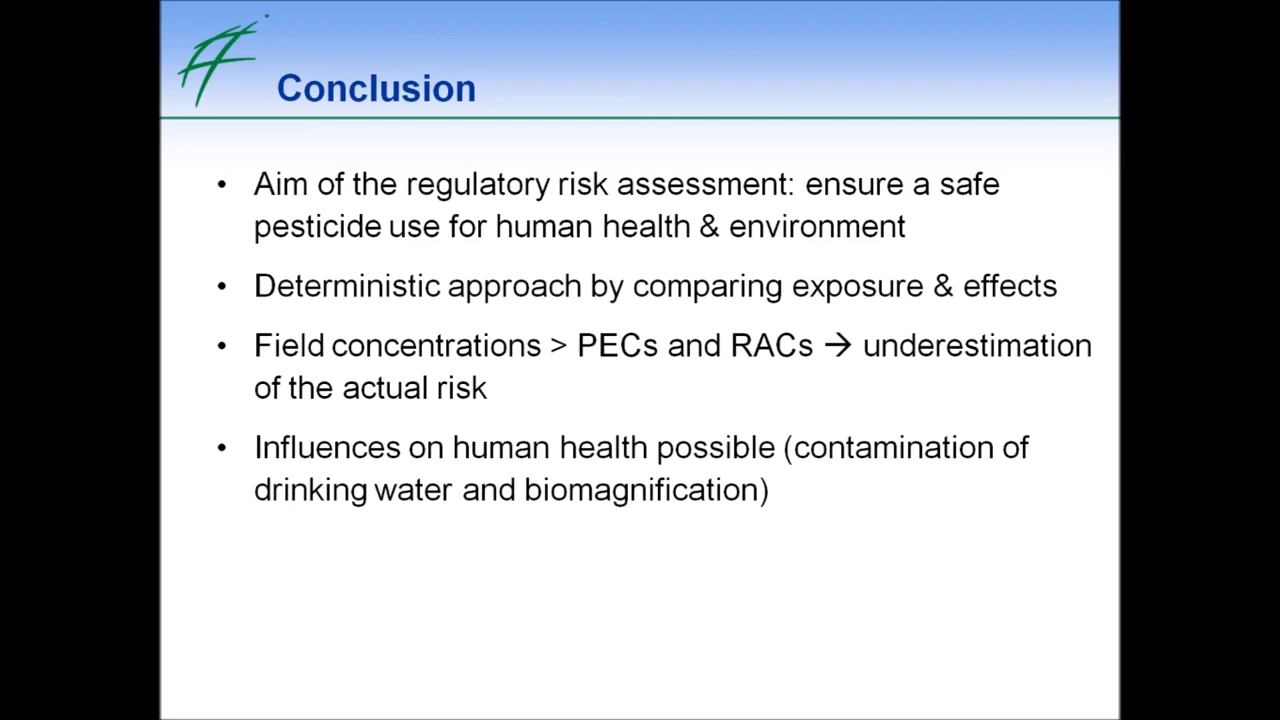 Conclusion
• Aim of the regulatory risk assessment: ensure a safe
pesticide use for human health & environment
• Deterministic approach by comparing exposure & effects
• Field concentrations > PECs and RACs → underestimation
of the actual risk
• Influences on human health possible (contamination of
drinking water and biomagnification)